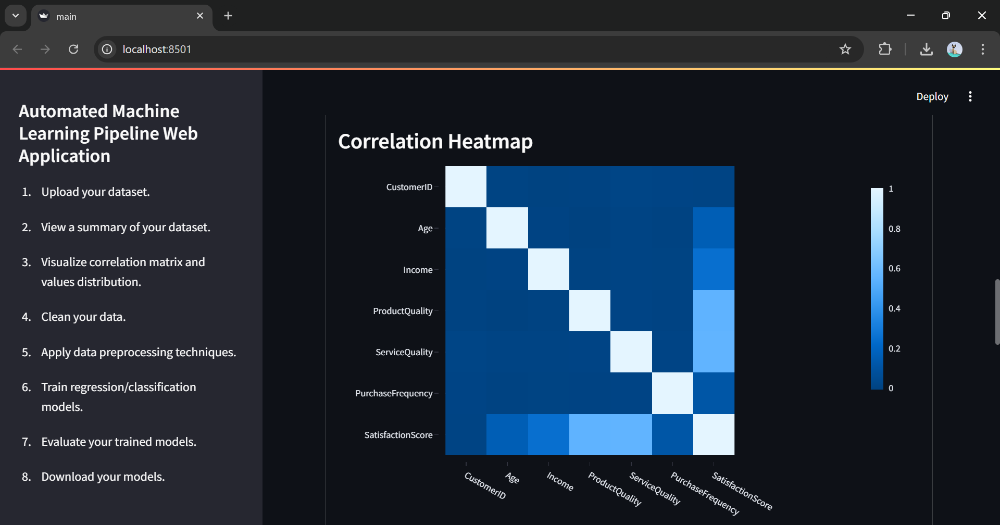 main
localhost:8501
Deploy
Automated Machine
Learning Pipeline Web
Application
1. Upload your dataset.
2. View a summary of your dataset.
3. Visualize correlation matrix and
values distribution.
4. Clean your data.
5. Apply data preprocessing techniques.
6. Train regression/classification
models.
7. Evaluate your trained models.
8. Download your models.
Correlation Heatmap
CustomerID
Age
Income
ProductQuality
ServiceQuality
PurchaseFrequency
SatisfactionScore
CustomerID
Age
Income
ProductQuality
ServiceQuality
PurchaseFrequency
SatisfactionScore
1
0.8
0.6
0.4
0.2
0